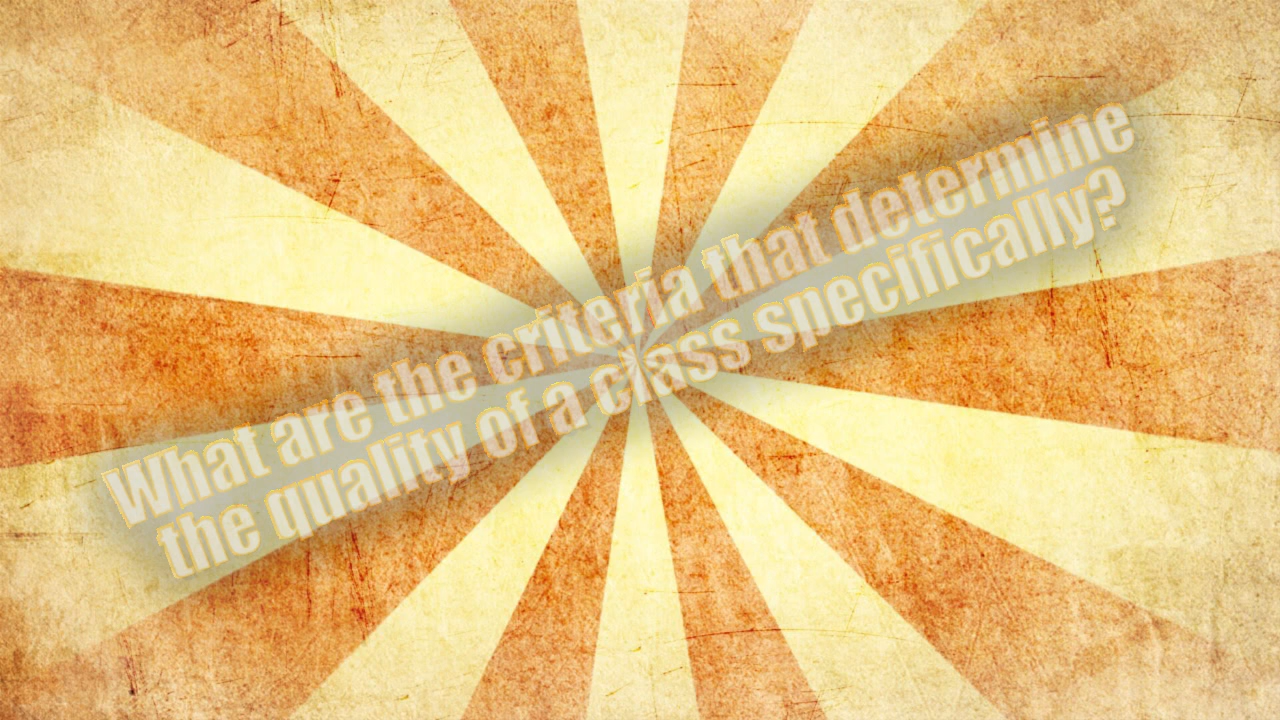 What are the criteria that determine
the quality of a class specifically?